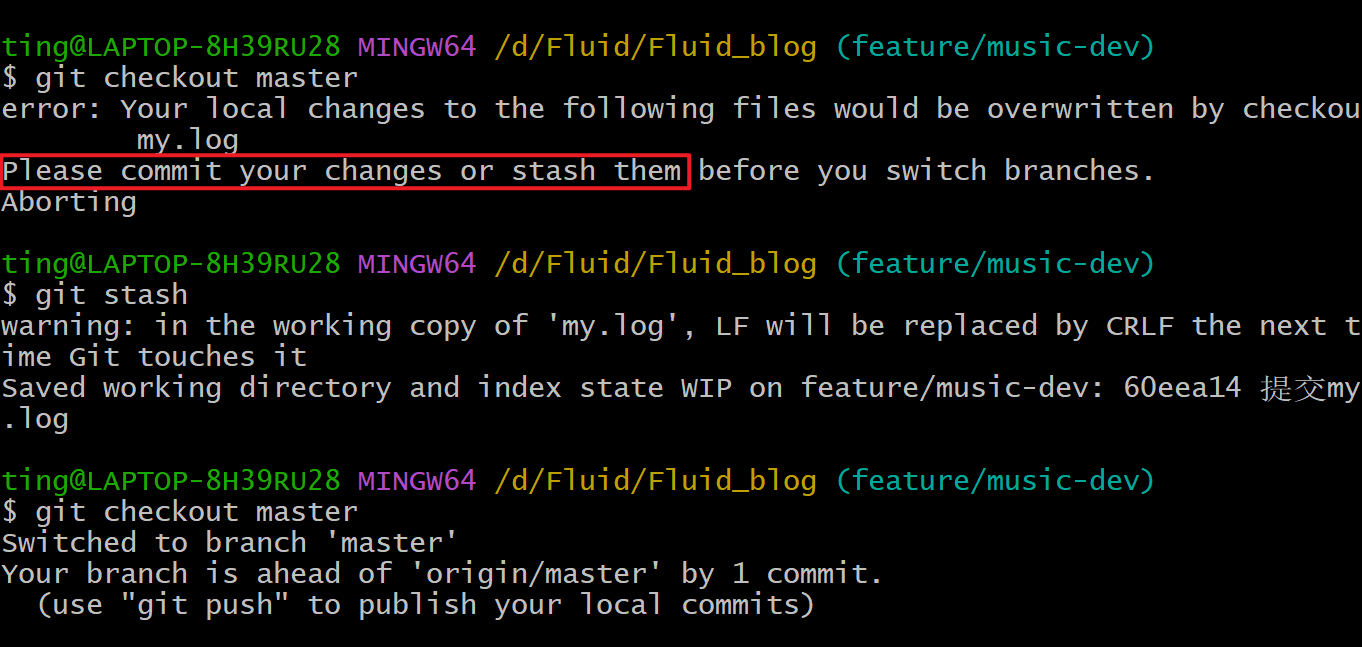 ting@LAPTOP-8H39RU28 MINGW64 /d/Fluid/Fluid_blog (feature/music-dev)
$ git checkout master
error: Your local changes to the following files would be overwritten by checkou
my.log
Please commit your changes or stash them before you switch branches.
Aborting
ting@LAPTOP-8H39RU28 MINGW64 /d/Fluid/Fluid_blog (feature/music-dev)
$ git stash
warning: in the working copy of 'my.log', LF will be replaced by CRLF the next t
ime Git touches it
Saved working directory and index state WIP on feature/music-dev: 60eea14 提交my
.log
ting@LAPTOP-8H39RU28 MINGW64 /d/Fluid/Fluid_blog (feature/music-dev)
$ git checkout master
Switched to branch 'master'
Your branch is ahead of 'origin/master' by 1 commit.
(use "git push" to publish your local commits)